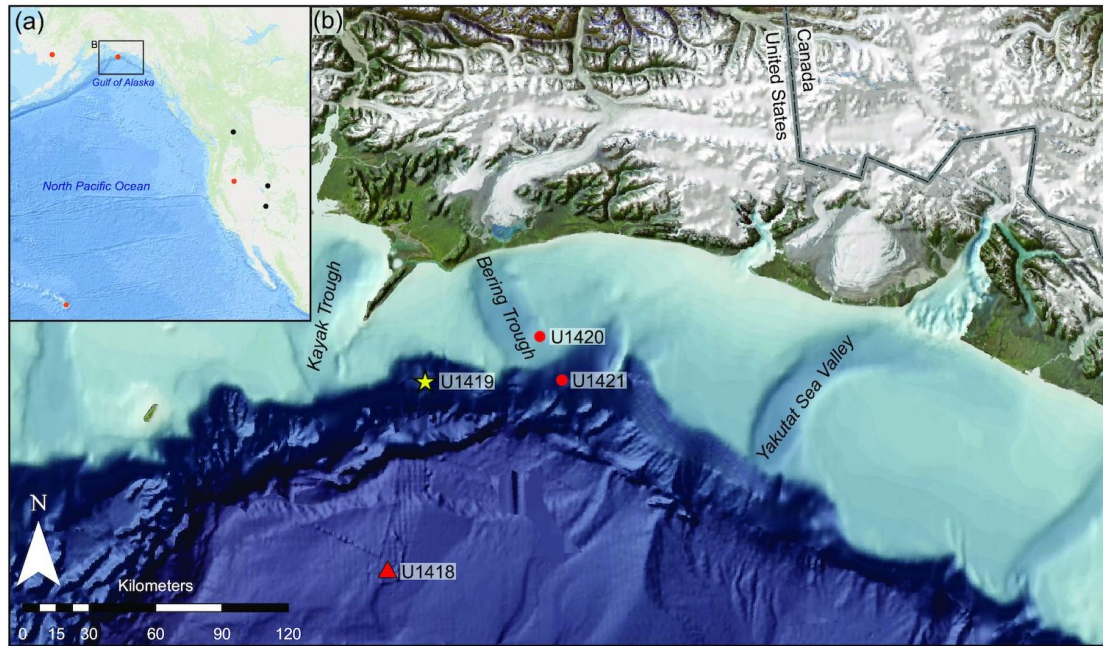 (a)
B
Gulf of Alaska
North Pacific Ocean
(b)
Canada
United States
Kayak Trough
Bering Trough
U1420
U1419
U1421
Yakutat Sea Valley
N
U1418
Kilometers
0 15 30 60 90 120